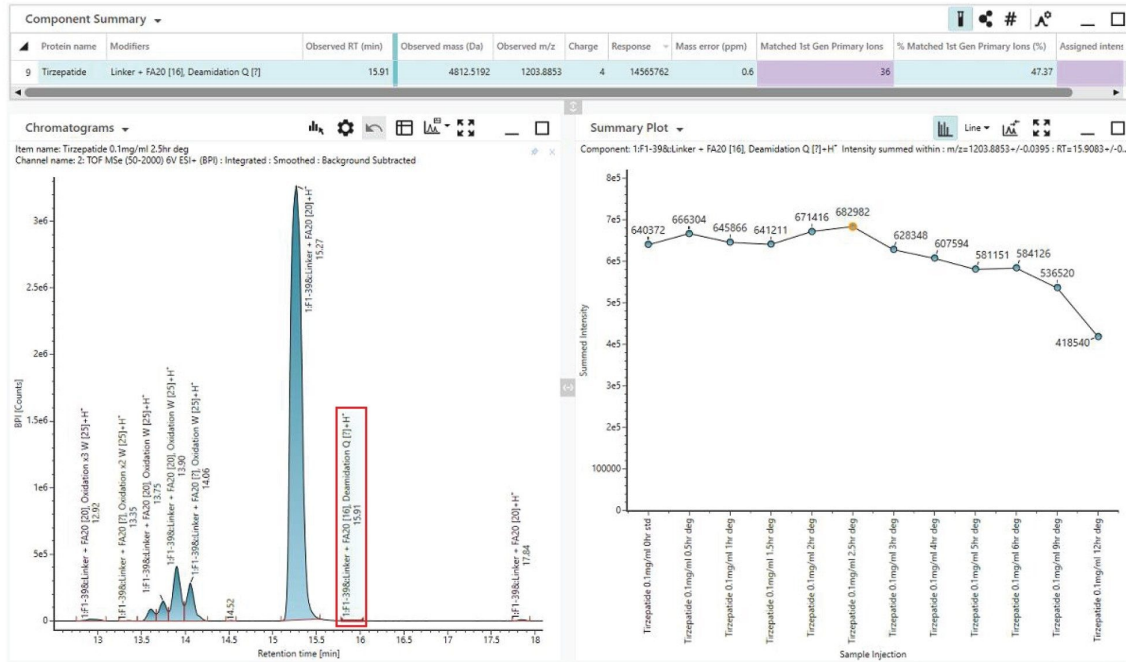 Component Summary
Protein name Modifiers Observed RT (min) Observed mass (Da) Observed m/z Charge Response Mass error (ppm) Matched 1st Gen Primary Ions % Matched 1st Gen Primary Ions (%) Assigned intens
9 Tirzepatide Linker + FA20 [16], Deamidation Q [?] 15.91 4812.5192 1203.8853 4 14565762 0.6 36 47.37
Chromatograms
Item name: Tirzepatide 0.1mg/ml 2.5hr deg
Channel name: 2: TOF MSe (50-2000) 6V ESI+ (BPI) : Integrated : Smoothed : Background Subtracted
BPI [Counts]
3e6
2.5e6
2e6
1.5e6
1e6
5e5
0
1:F1-39&cLinker + FA20 [20], Oxidation x3 W [25]+H⁺
12.92
1:F1-39&cLinker + FA20 [?], Oxidation x2 W [25]+H⁺
13.35
1:F1-39&cLinker + FA20 [20], Oxidation W [25]+H⁺
13.75
1:F1-39&cLinker + FA20 [20], Oxidation W [25]+H⁺
13.90
1:F1-39&cLinker + FA20 [?], Oxidation W [25]+H⁺
14.06
14.52
1:F1-39&cLinker + FA20 [20]+H⁺
15.27
1:F1-39&cLinker + FA20 [16], Deamidation Q [?]+H⁺
15.91
1:F1-39&cLinker + FA20 [20]+H⁺
17.84
13 13.5 14 14.5 15 15.5 16 16.5 17 17.5 18
Retention time [min]
Summary Plot
Line
Component: 1:F1-39&cLinker + FA20 [16], Deamidation Q [?]+H⁺ Intensity summed within : m/z=1203.8853+/-0.0395 : RT=15.9083+/-0..
Summed Intensity
8e5
7e5
6e5
5e5
4e5
3e5
2e5
100000
0
640372
666304
645866
641211
671416
682982
628348
607594
581151
584126
536520
418540
Tirzepatide 0.1mg/ml 0hr std
Tirzepatide 0.1mg/ml 0.5hr deg
Tirzepatide 0.1mg/ml 1hr deg
Tirzepatide 0.1mg/ml 1.5hr deg
Tirzepatide 0.1mg/ml 2hr deg
Tirzepatide 0.1mg/ml 2.5hr deg
Tirzepatide 0.1mg/ml 3hr deg
Tirzepatide 0.1mg/ml 4hr deg
Tirzepatide 0.1mg/ml 5hr deg
Tirzepatide 0.1mg/ml 6hr deg
Tirzepatide 0.1mg/ml 9hr deg
Tirzepatide 0.1mg/ml 12hr deg
Sample Injection